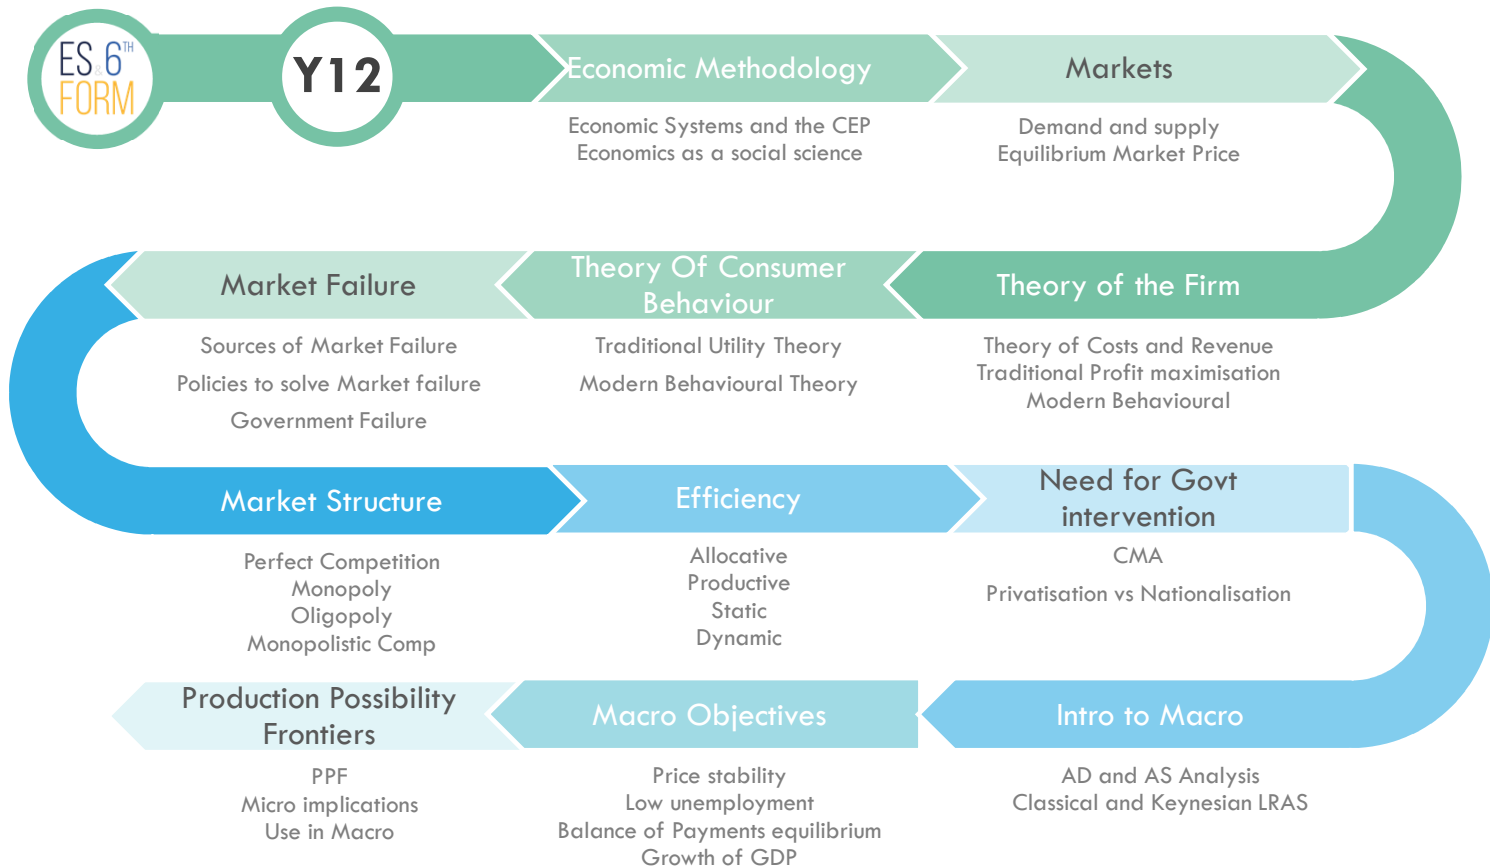 ES & 6TH
FORM
Y12
Economic Methodology
Economic Systems and the CEP
Economics as a social science
Markets
Demand and supply
Equilibrium Market Price
Theory of the Firm
Theory of Costs and Revenue
Traditional Profit maximisation
Modern Behavioural
Theory Of Consumer
Behaviour
Traditional Utility Theory
Modern Behavioural Theory
Market Failure
Sources of Market Failure
Policies to solve Market failure
Government Failure
Market Structure
Perfect Competition
Monopoly
Oligopoly
Monopolistic Comp
Efficiency
Allocative
Productive
Static
Dynamic
Need for Govt
intervention
CMA
Privatisation vs Nationalisation
Intro to Macro
AD and AS Analysis
Classical and Keynesian LRAS
Macro Objectives
Price stability
Low unemployment
Balance of Payments equilibrium
Growth of GDP
Production Possibility
Frontiers
PPF
Micro implications
Use in Macro